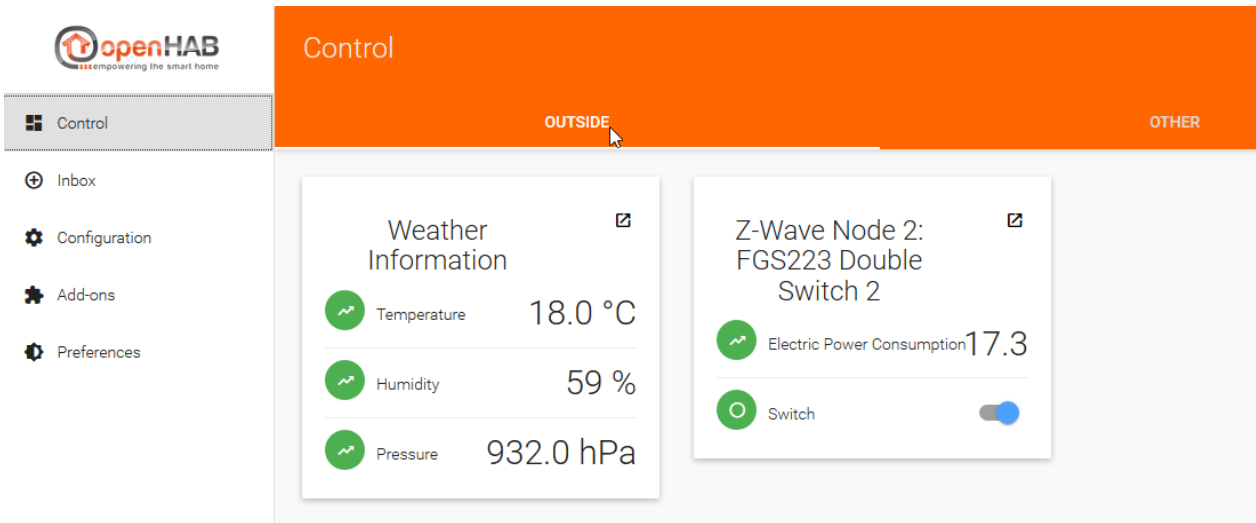 openHAB
empowering the smart home
Control
Inbox
Configuration
Add-ons
Preferences
Control
OUTSIDE
OTHER
Weather
Information
Temperature 18.0 °C
Humidity 59 %
Pressure 932.0 hPa
Z-Wave Node 2:
FGS223 Double
Switch 2
Electric Power Consumption 17.3
Switch